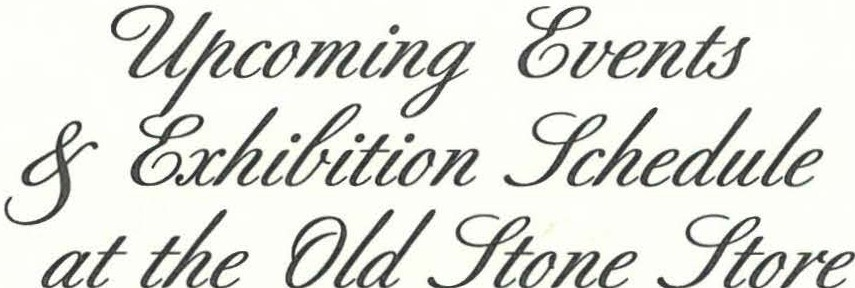 Upcoming Events
& Exhibition Schedule
at the Old Stone Store